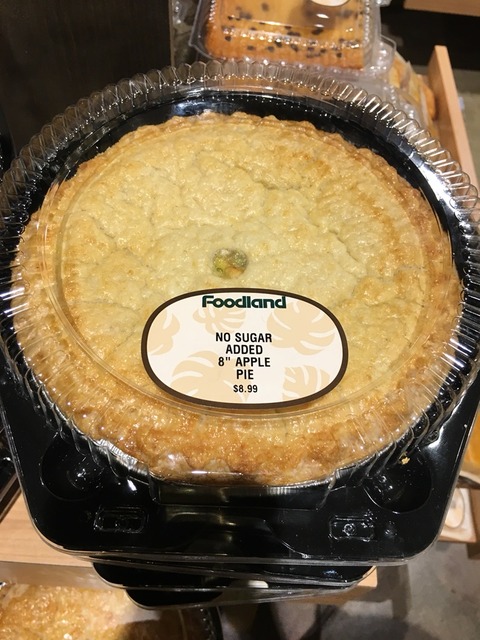 Foodland
NO SUGAR
ADDED
8" APPLE
PIE
$8.99